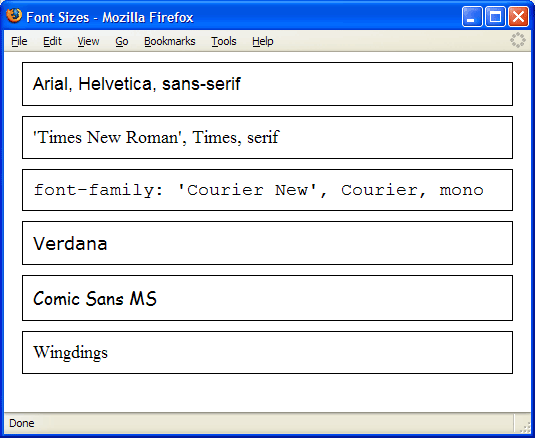 Font Sizes - Mozilla Firefox
File Edit View Go Bookmarks Tools Help
Arial, Helvetica, sans-serif
'Times New Roman', Times, serif
font-family: 'Courier New', Courier, mono
Verdana
Comic Sans MS
Wingdings
Done